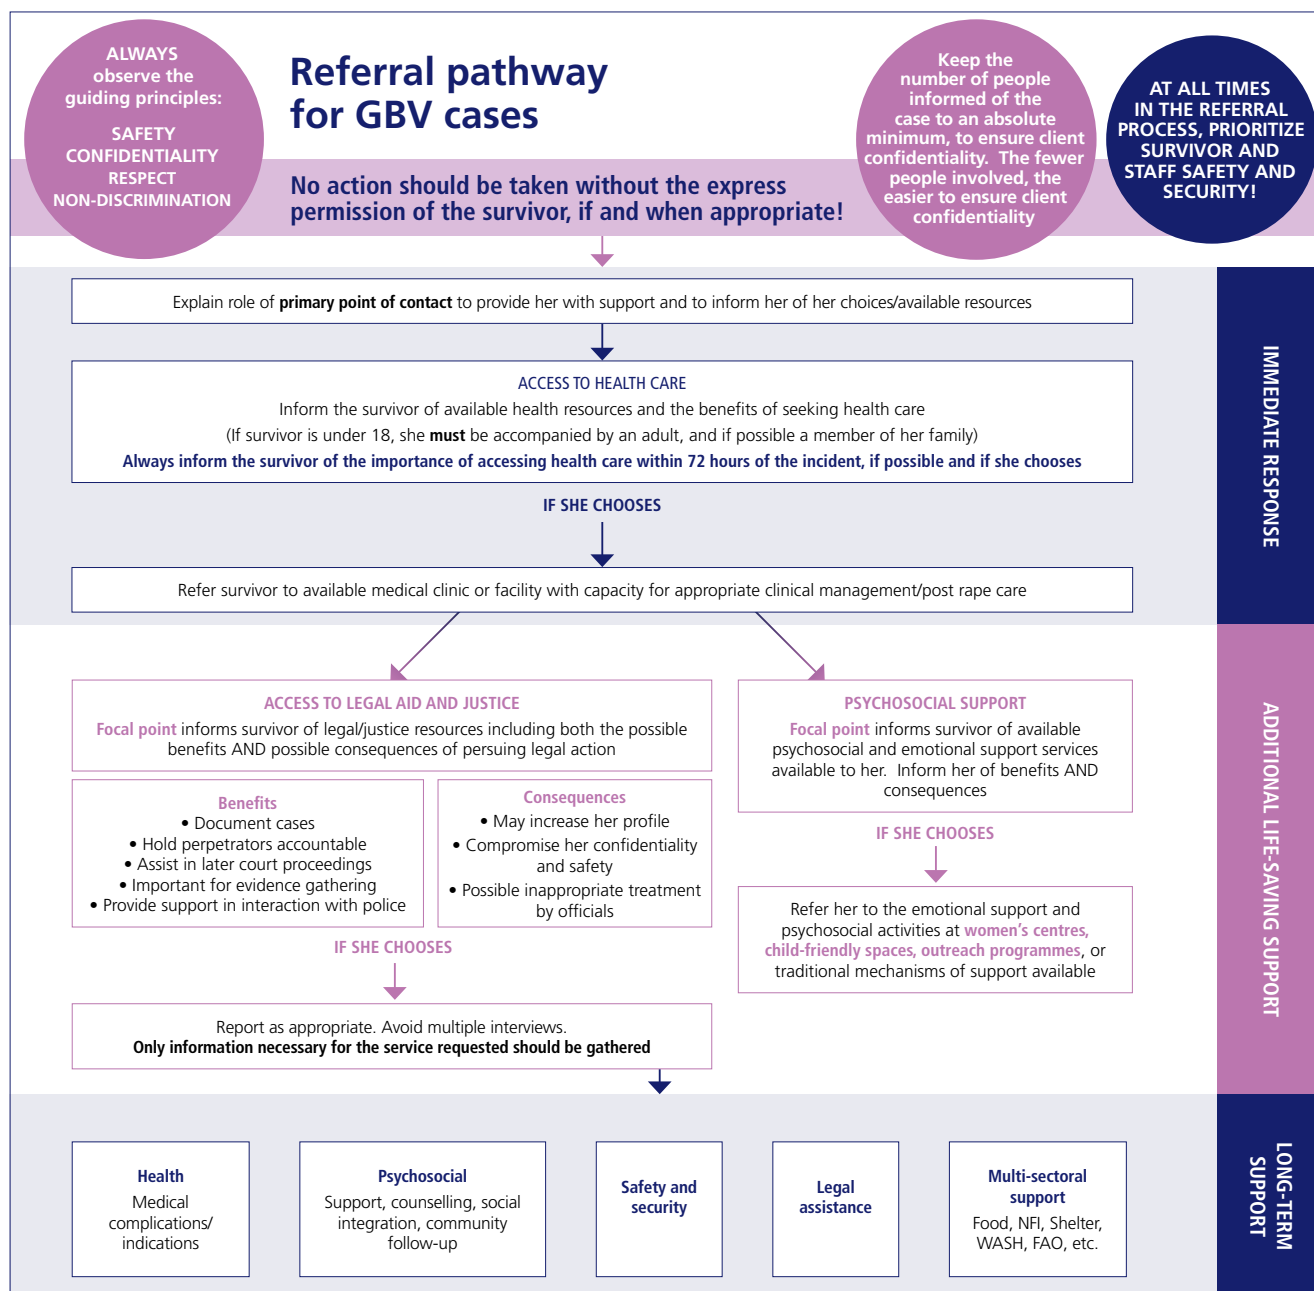 ALWAYS
observe the
guiding principles:
SAFETY
CONFIDENTIALITY
RESPECT
NON-DISCRIMINATION
Referral pathway
for GBV cases
No action should be taken without the express
permission of the survivor, if and when appropriate!
Keep the
number of people
informed of the
case to an absolute
minimum, to ensure client
confidentiality. The fewer
people involved, the
easier to ensure client
confidentiality
AT ALL TIMES
IN THE REFERRAL
PROCESS, PRIORITIZE
SURVIVOR AND
STAFF SAFETY AND
SECURITY!
IMMEDIATE RESPONSE
Explain role of primary point of contact to provide her with support and to inform her of her choices/available resources
ACCESS TO HEALTH CARE
Inform the survivor of available health resources and the benefits of seeking health care
(If survivor is under 18, she must be accompanied by an adult, and if possible a member of her family)
Always inform the survivor of the importance of accessing health care within 72 hours of the incident, if possible and if she chooses
IF SHE CHOOSES
Refer survivor to available medical clinic or facility with capacity for appropriate clinical management/post rape care
ADDITIONAL LIFE-SAVING SUPPORT
ACCESS TO LEGAL AID AND JUSTICE
Focal point informs survivor of legal/justice resources including both the possible
benefits AND possible consequences of persuing legal action
Benefits
• Document cases
• Hold perpetrators accountable
• Assist in later court proceedings
• Important for evidence gathering
• Provide support in interaction with police
Consequences
• May increase her profile
• Compromise her confidentiality
and safety
• Possible inappropriate treatment
by officials
IF SHE CHOOSES
Report as appropriate. Avoid multiple interviews.
Only information necessary for the service requested should be gathered
PSYCHOSOCIAL SUPPORT
Focal point informs survivor of available
psychosocial and emotional support services
available to her. Inform her of benefits AND
consequences
IF SHE CHOOSES
Refer her to the emotional support and
psychosocial activities at women's centres,
child-friendly spaces, outreach programmes, or
traditional mechanisms of support available
LONG-TERM
SUPPORT
Health
Medical
complications/
indications
Psychosocial
Support, counselling, social
integration, community
follow-up
Safety and
security
Legal
assistance
Multi-sectoral
support
Food, NFI, Shelter,
WASH, FAO, etc.